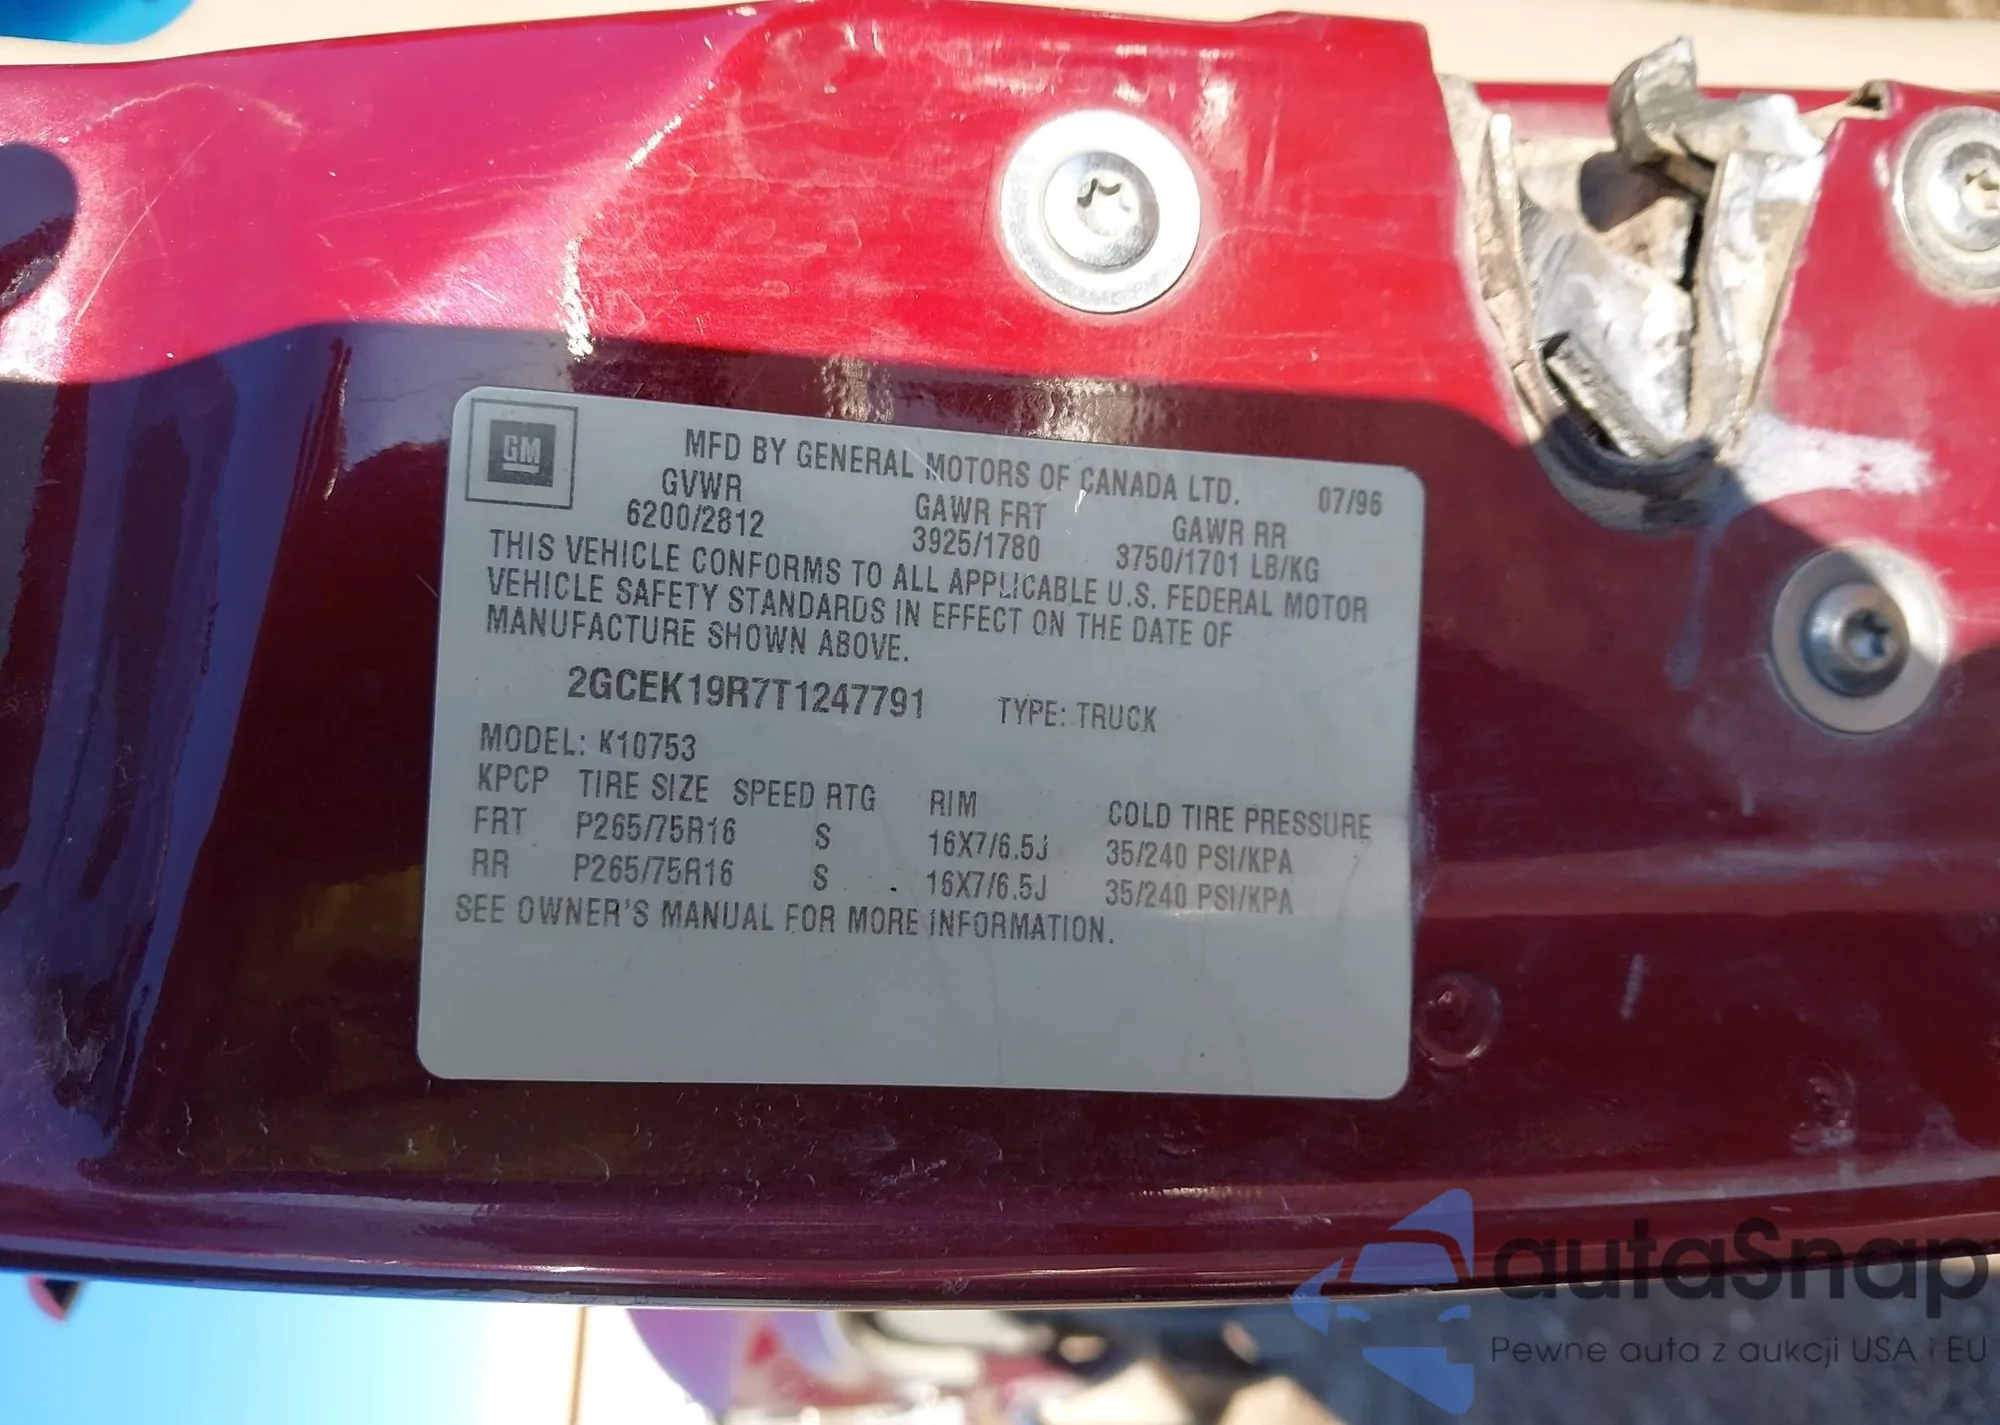 GM
MFD BY GENERAL MOTORS OF CANADA LTD.
07/96
GVWR GAWR FRT GAWR RR
6200/2812 3925/1780 3750/1701 LB/KG
THIS VEHICLE CONFORMS TO ALL APPLICABLE U.S. FEDERAL MOTOR
VEHICLE SAFETY STANDARDS IN EFFECT ON THE DATE OF
MANUFACTURE SHOWN ABOVE.
2GCEK19R7T1247791 TYPE: TRUCK
MODEL: K10753
KPCP TIRE SIZE SPEED RTG RIM COLD TIRE PRESSURE
FRT P265/75R16 S 16X7/6.5J 35/240 PSI/KPA
RR P265/75R16 S 16X7/6.5J 35/240 PSI/KPA
SEE OWNER'S MANUAL FOR MORE INFORMATION.
autaSnap
Pewne auta z aukcji USA i EU